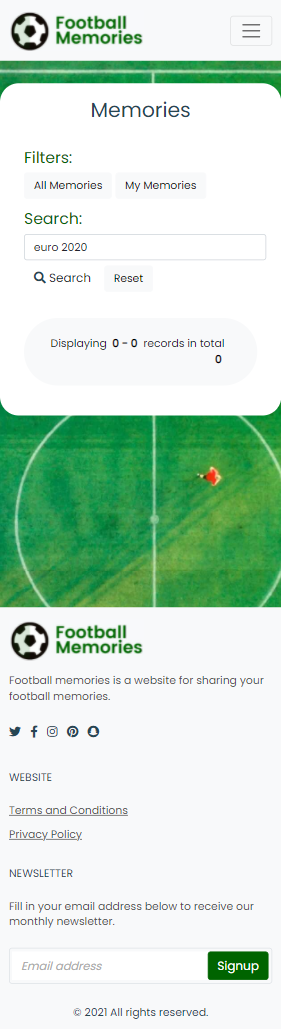 Football
Memories
Memories
Filters:
All Memories My Memories
Search:
euro 2020
Search Reset
Displaying 0 - 0 records in total
0
Football
Memories
Football memories is a website for sharing your
football memories.
WEBSITE
Terms and Conditions
Privacy Policy
NEWSLETTER
Fill in your email address below to receive our
monthly newsletter.
Email address Signup
© 2021 All rights reserved.